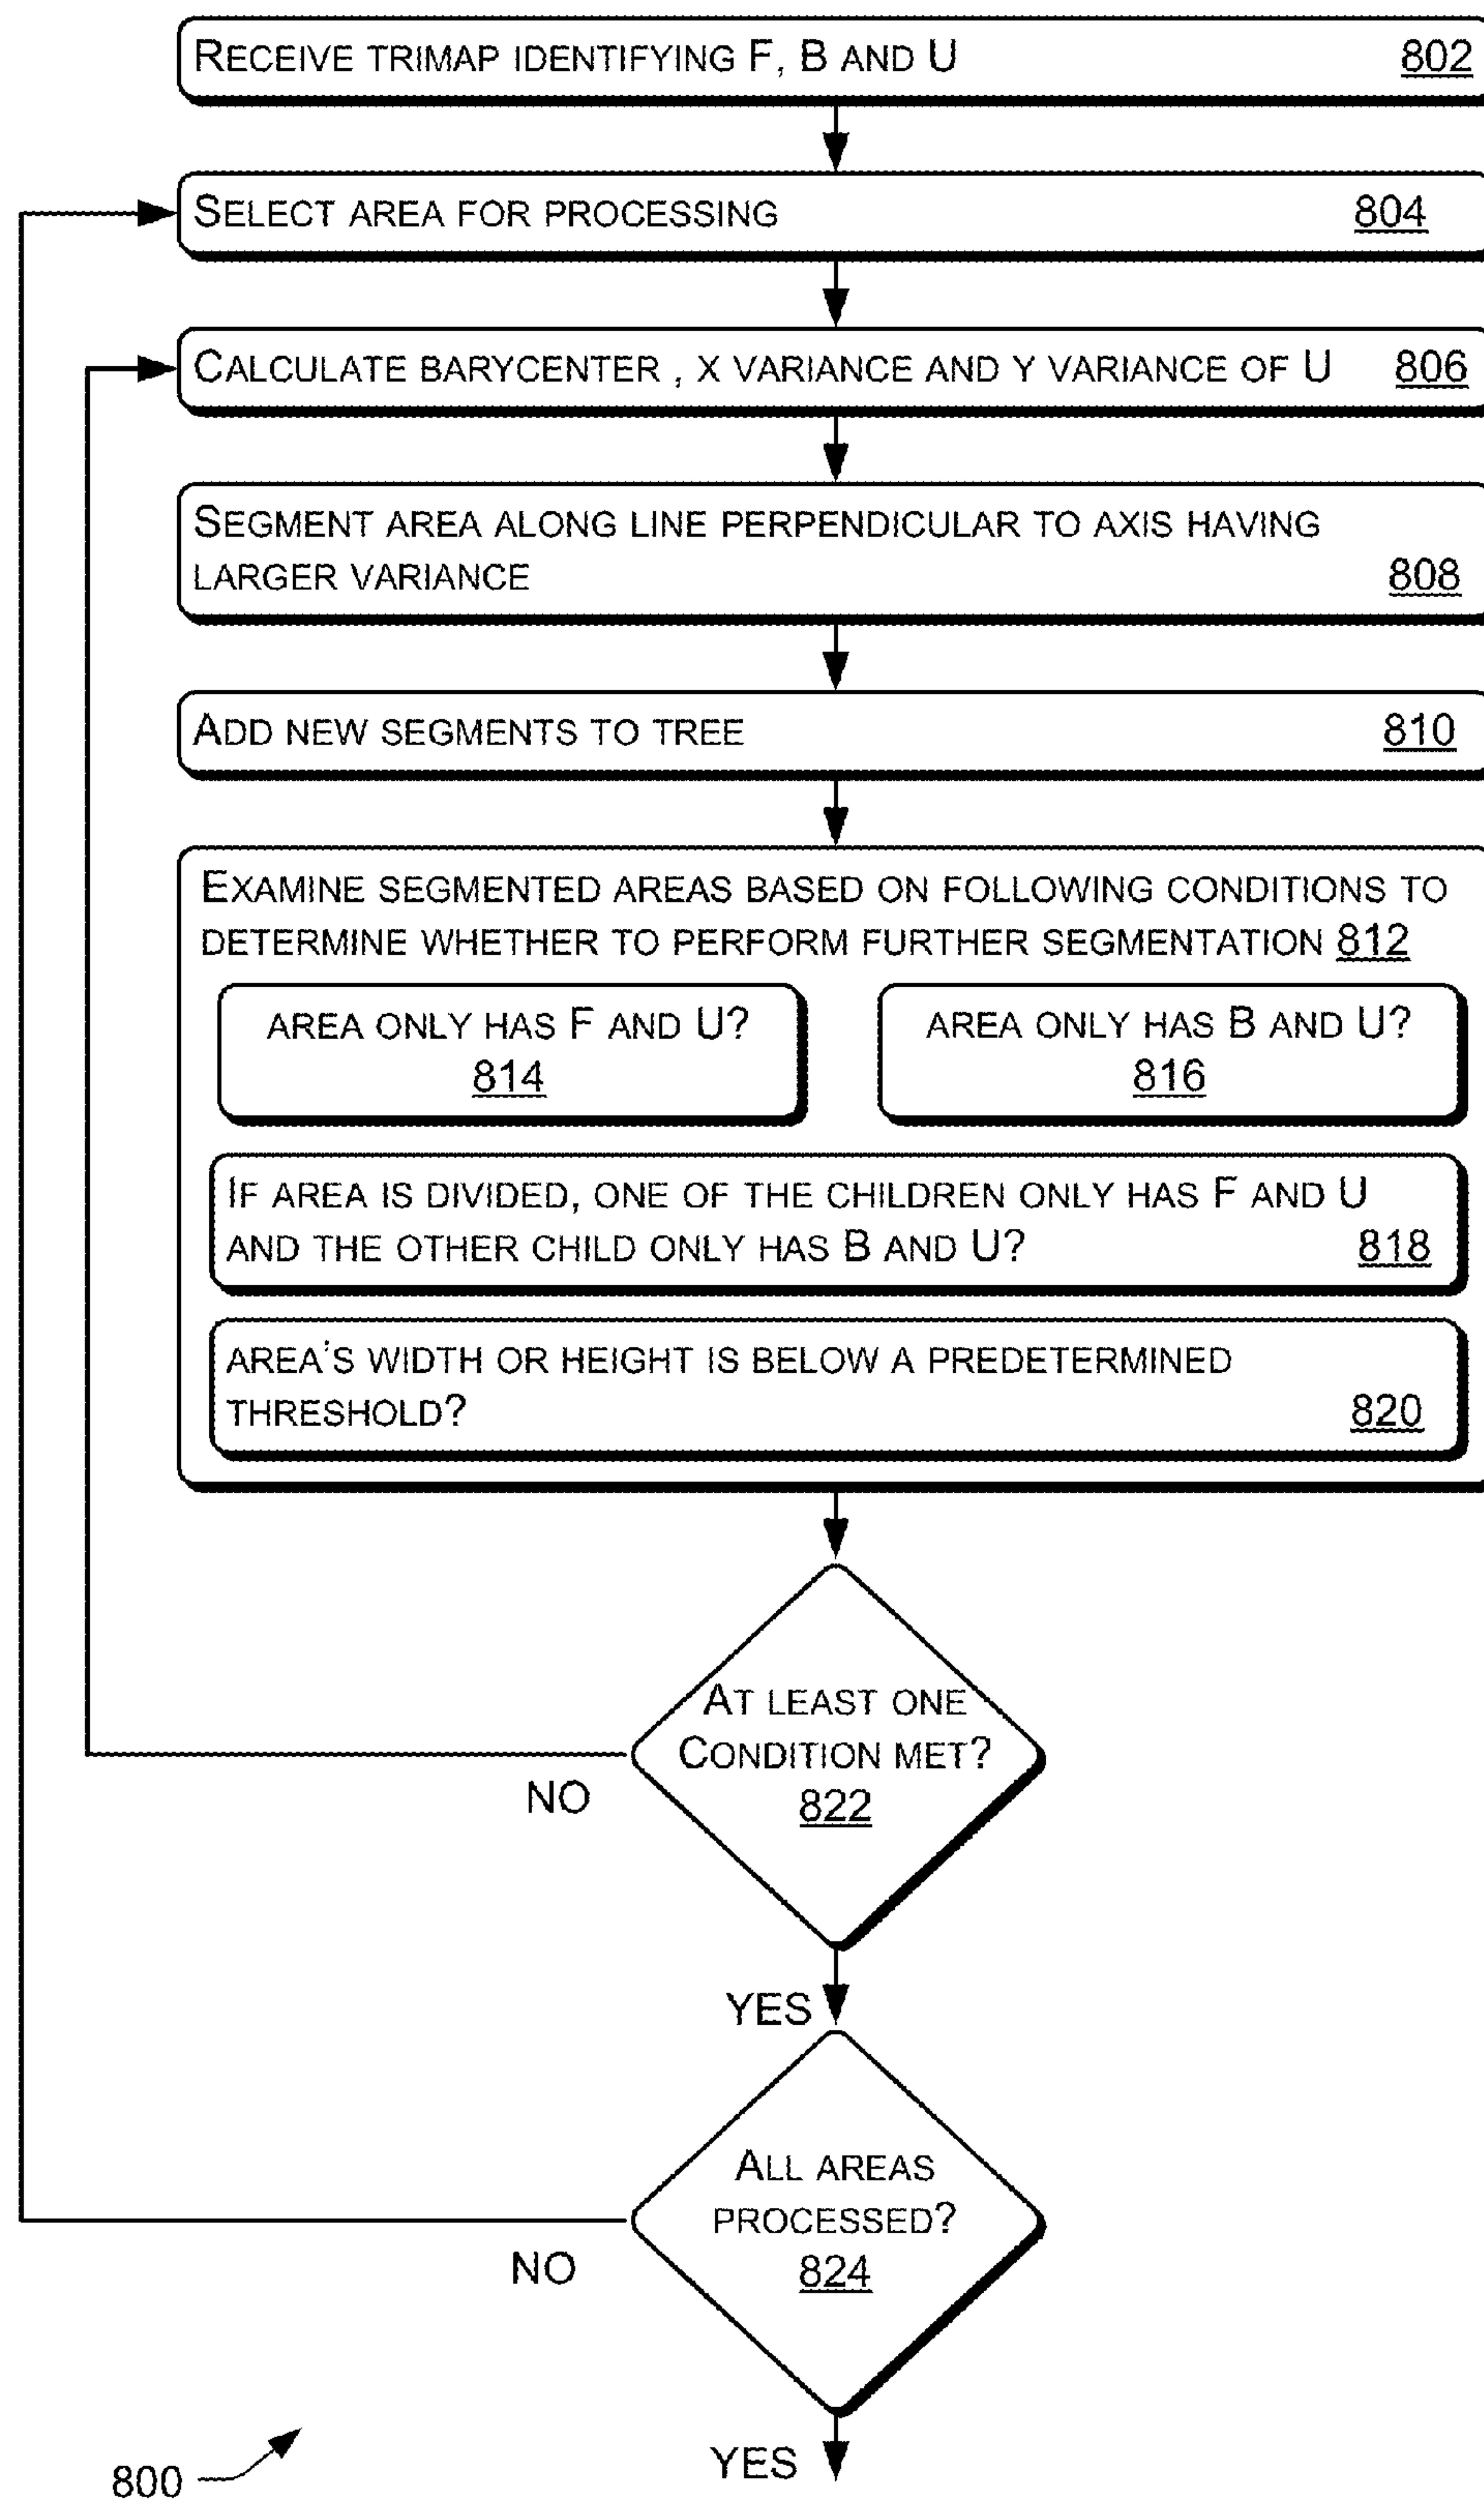 RECEIVE TRIMAP IDENTIFYING F, B AND U 802
SELECT AREA FOR PROCESSING 804
CALCULATE BARYCENTER , X VARIANCE AND Y VARIANCE OF U 806
SEGMENT AREA ALONG LINE PERPENDICULAR TO AXIS HAVING
LARGER VARIANCE 808
ADD NEW SEGMENTS TO TREE 810
EXAMINE SEGMENTED AREAS BASED ON FOLLOWING CONDITIONS TO
DETERMINE WHETHER TO PERFORM FURTHER SEGMENTATION 812
AREA ONLY HAS F AND U?
814
AREA ONLY HAS B AND U?
816
IF AREA IS DIVIDED, ONE OF THE CHILDREN ONLY HAS F AND U
AND THE OTHER CHILD ONLY HAS B AND U? 818
AREA'S WIDTH OR HEIGHT IS BELOW A PREDETERMINED
THRESHOLD? 820
AT LEAST ONE
CONDITION MET?
822
NO
YES
ALL AREAS
PROCESSED?
824
NO
YES
800